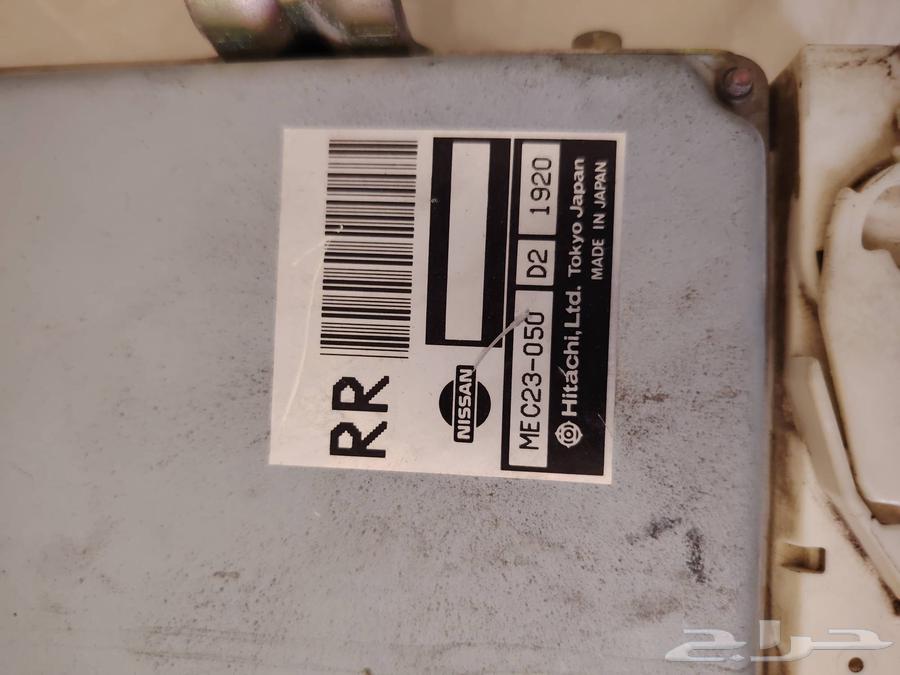 RR
NISSAN
MEC23-050 D2 1920
Hitachi, Ltd. Tokyo Japan
MADE IN JAPAN
حراج